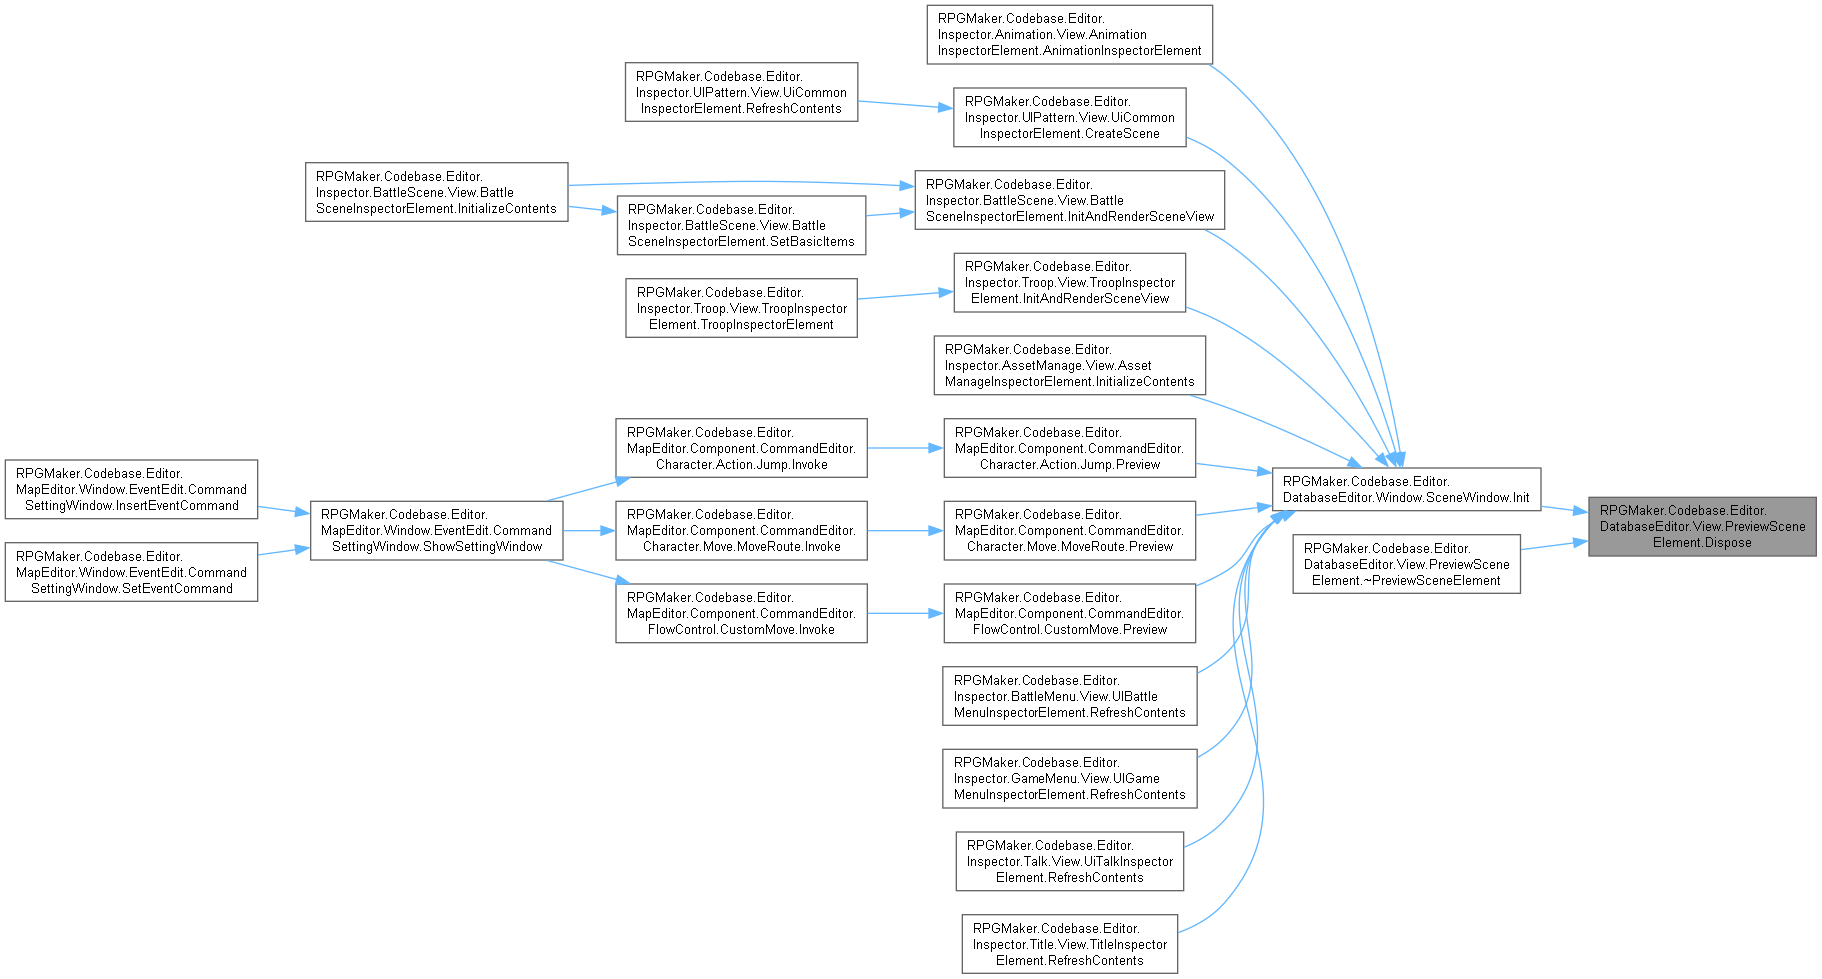 RPGMaker.Codebase.Editor.
Inspector.Animation.View.Animation
InspectorElement.AnimationInspectorElement
RPGMaker.Codebase.Editor.
Inspector.UIPattern.View.UiCommon
InspectorElement.RefreshContents
RPGMaker.Codebase.Editor.
Inspector.UIPattern.View.UiCommon
InspectorElement.CreateScene
RPGMaker.Codebase.Editor.
Inspector.BattleScene.View.Battle
SceneInspectorElement.InitializeContents
RPGMaker.Codebase.Editor.
Inspector.BattleScene.View.Battle
SceneInspectorElement.SetBasicItems
RPGMaker.Codebase.Editor.
Inspector.BattleScene.View.Battle
SceneInspectorElement.InitAndRenderSceneView
RPGMaker.Codebase.Editor.
Inspector.Troop.View.TroopInspector
Element.TroopInspectorElement
RPGMaker.Codebase.Editor.
Inspector.Troop.View.TroopInspector
Element.InitAndRenderSceneView
RPGMaker.Codebase.Editor.
Inspector.AssetManage.View.Asset
ManageInspectorElement.InitializeContents
RPGMaker.Codebase.Editor.
MapEditor.Window.EventEdit.Command
SettingWindow.InsertEventCommand
RPGMaker.Codebase.Editor.
MapEditor.Window.EventEdit.Command
SettingWindow.SetEventCommand
RPGMaker.Codebase.Editor.
MapEditor.Window.EventEdit.Command
SettingWindow.ShowSettingWindow
RPGMaker.Codebase.Editor.
MapEditor.Component.CommandEditor.
Character.Action.Jump.Invoke
RPGMaker.Codebase.Editor.
MapEditor.Component.CommandEditor.
Character.Action.Jump.Preview
RPGMaker.Codebase.Editor.
MapEditor.Component.CommandEditor.
Character.Move.MoveRoute.Invoke
RPGMaker.Codebase.Editor.
MapEditor.Component.CommandEditor.
Character.Move.MoveRoute.Preview
RPGMaker.Codebase.Editor.
MapEditor.Component.CommandEditor.
FlowControl.CustomMove.Invoke
RPGMaker.Codebase.Editor.
MapEditor.Component.CommandEditor.
FlowControl.CustomMove.Preview
RPGMaker.Codebase.Editor.
DatabaseEditor.Window.SceneWindow.Init
RPGMaker.Codebase.Editor.
DatabaseEditor.View.PreviewScene
Element.~PreviewSceneElement
RPGMaker.Codebase.Editor.
DatabaseEditor.View.PreviewScene
Element.Dispose
RPGMaker.Codebase.Editor.
Inspector.BattleMenu.View.UIBattle
MenuInspectorElement.RefreshContents
RPGMaker.Codebase.Editor.
Inspector.GameMenu.View.UIGame
MenuInspectorElement.RefreshContents
RPGMaker.Codebase.Editor.
Inspector.Talk.View.UiTalkInspector
Element.RefreshContents
RPGMaker.Codebase.Editor.
Inspector.Title.View.TitleInspector
Element.RefreshContents